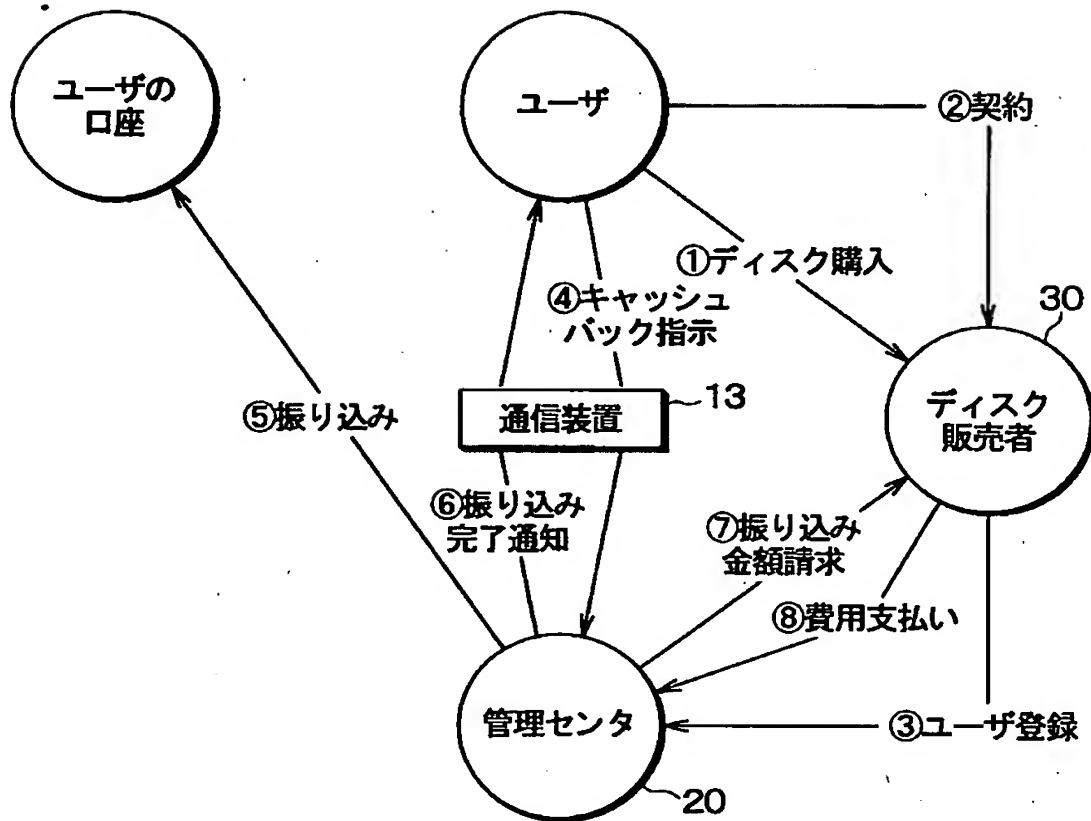 ユーザの
口座
ユーザ
②契約
①ディスク購入
④キャッシュ
バック指示
30
ディスク
販売者
通信装置
13
⑤振り込み
⑥振り込み
完了通知
⑦振り込み
金額請求
⑧費用支払い
管理センタ
③ユーザ登録
20